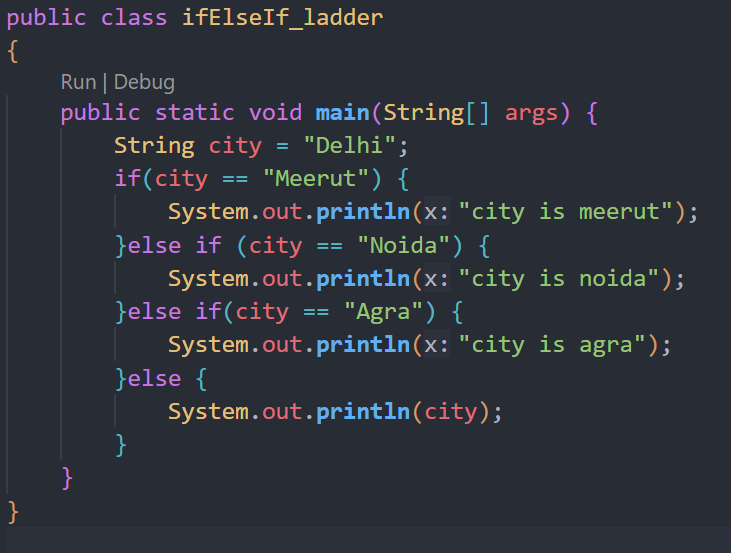 public class ifElseIf_ladder
{
Run | Debug
public static void main(String[] args) {
String city = "Delhi";
if(city == "Meerut") {
System.out.println(x: "city is meerut");
}else if (city == "Noida") {
System.out.println(x: "city is noida");
}else if(city == "Agra") {
System.out.println(x: "city is agra");
}else {
System.out.println(city);
}
}
}